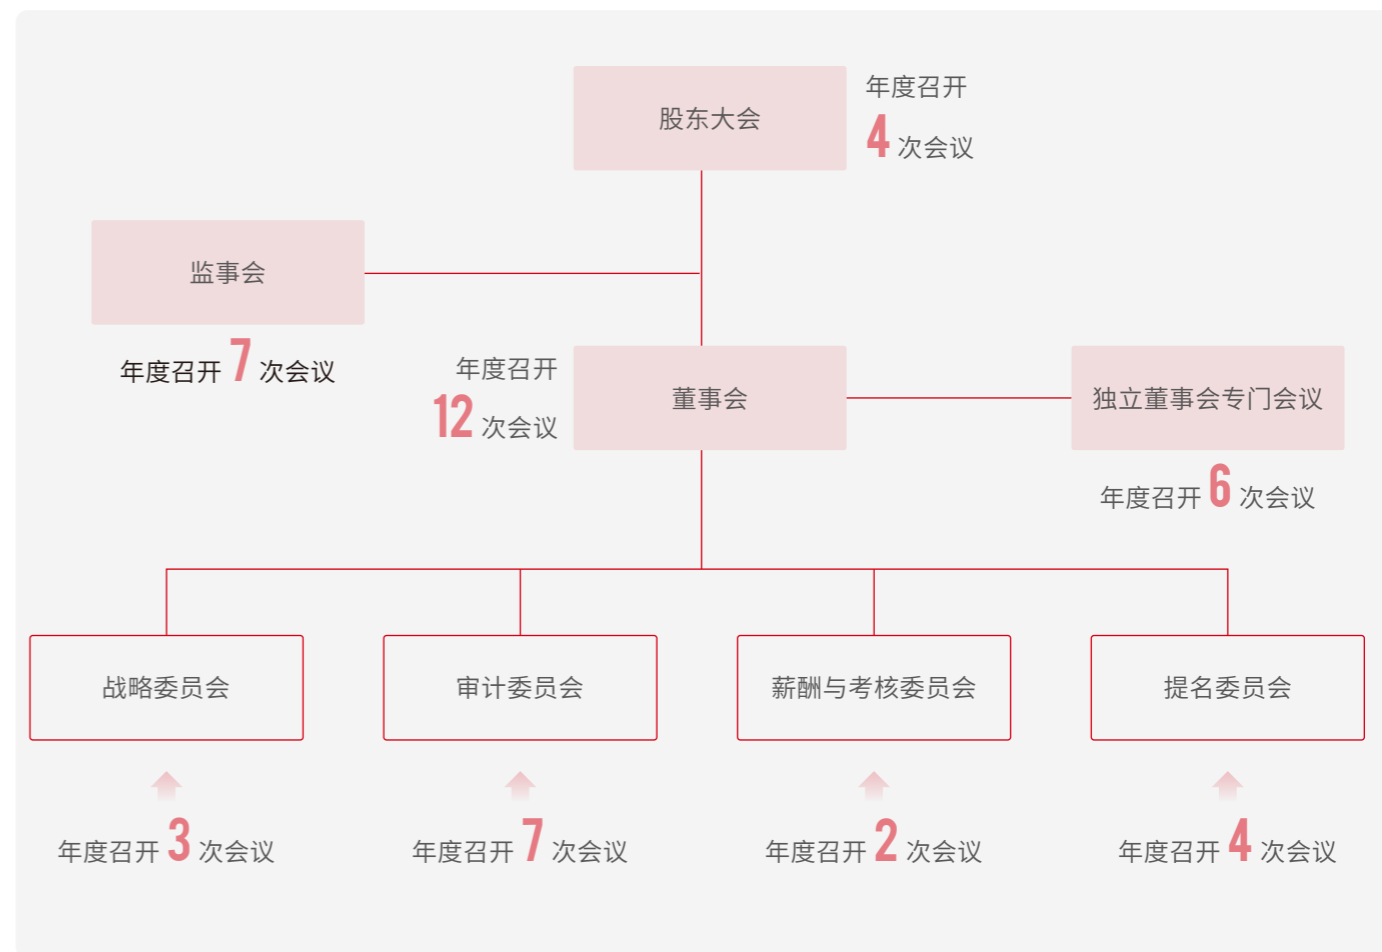 股东大会
年度召开
4 次会议
监事会
年度召开 7 次会议
年度召开
12 次会议
董事会
独立董事会专门会议
年度召开 6 次会议
战略委员会
审计委员会
薪酬与考核委员会
提名委员会
年度召开 3 次会议
年度召开 7 次会议
年度召开 2 次会议
年度召开 4 次会议